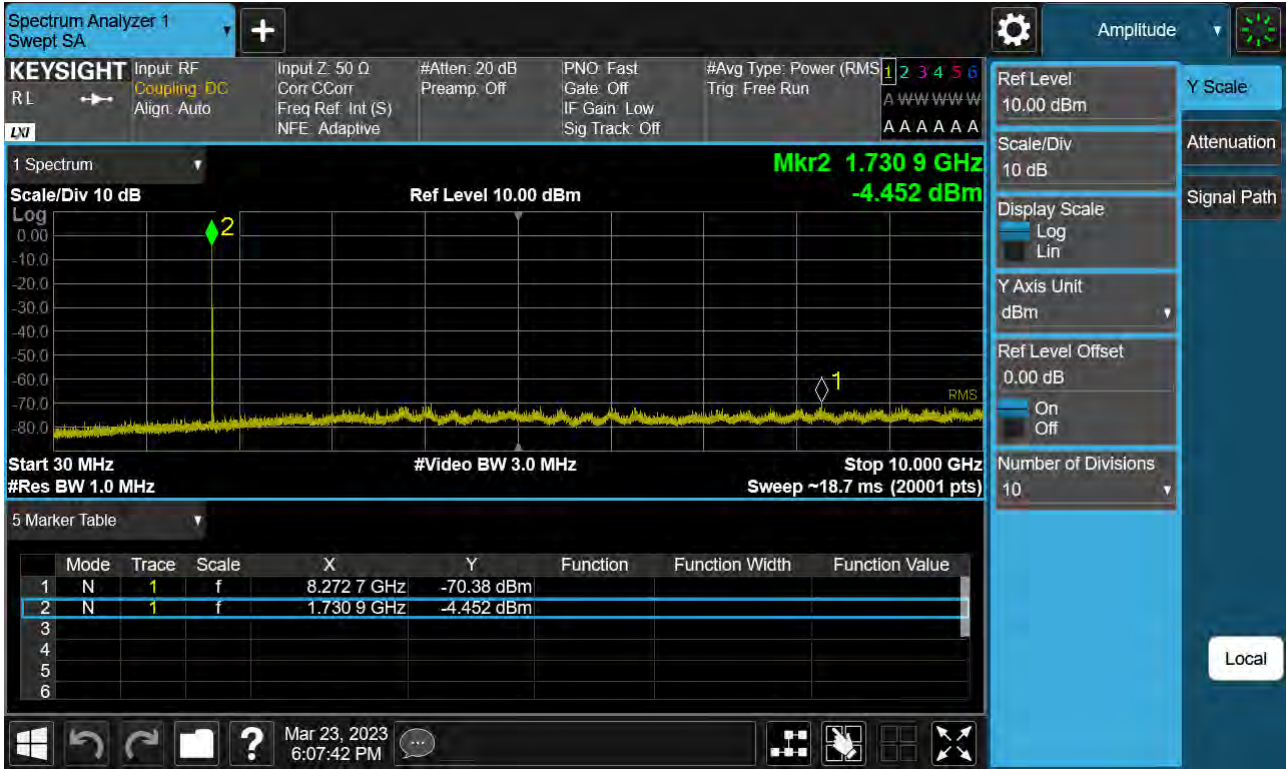 Spectrum Analyzer 1
Swept SA
Amplitude
KEYSIGHT
R L
LXI
Input: RF
Coupling: DC
Align: Auto
Input Z: 50 Ω
Corr CCorr
Freq Ref: Int (S)
NFE: Adaptive
#Atten: 20 dB
Preamp: Off
PNO: Fast
Gate: Off
IF Gain: Low
Sig Track: Off
#Avg Type: Power (RMS
Trig: Free Run
1 2 3 4 5 6
A W W W W W
A A A A A A
1 Spectrum
Mkr2 1.730 9 GHz
-4.452 dBm
Scale/Div 10 dB
Ref Level 10.00 dBm
Log
0.00
-10.0
-20.0
-30.0
-40.0
-50.0
-60.0
-70.0
-80.0
2
1
RMS
Start 30 MHz
#Video BW 3.0 MHz
Stop 10.000 GHz
#Res BW 1.0 MHz
Sweep ~18.7 ms (20001 pts)
5 Marker Table
Mode Trace Scale X Y Function Function Width Function Value
1 N 1 f 8.272 7 GHz -70.38 dBm
2 N 1 f 1.730 9 GHz -4.452 dBm
3
4
5
6
Mar 23, 2023
6:07:42 PM
Ref Level
10.00 dBm
Scale/Div
10 dB
Display Scale
Log
Lin
Y Axis Unit
dBm
Ref Level Offset
0.00 dB
On
Off
Number of Divisions
10
Y Scale
Attenuation
Signal Path
Local